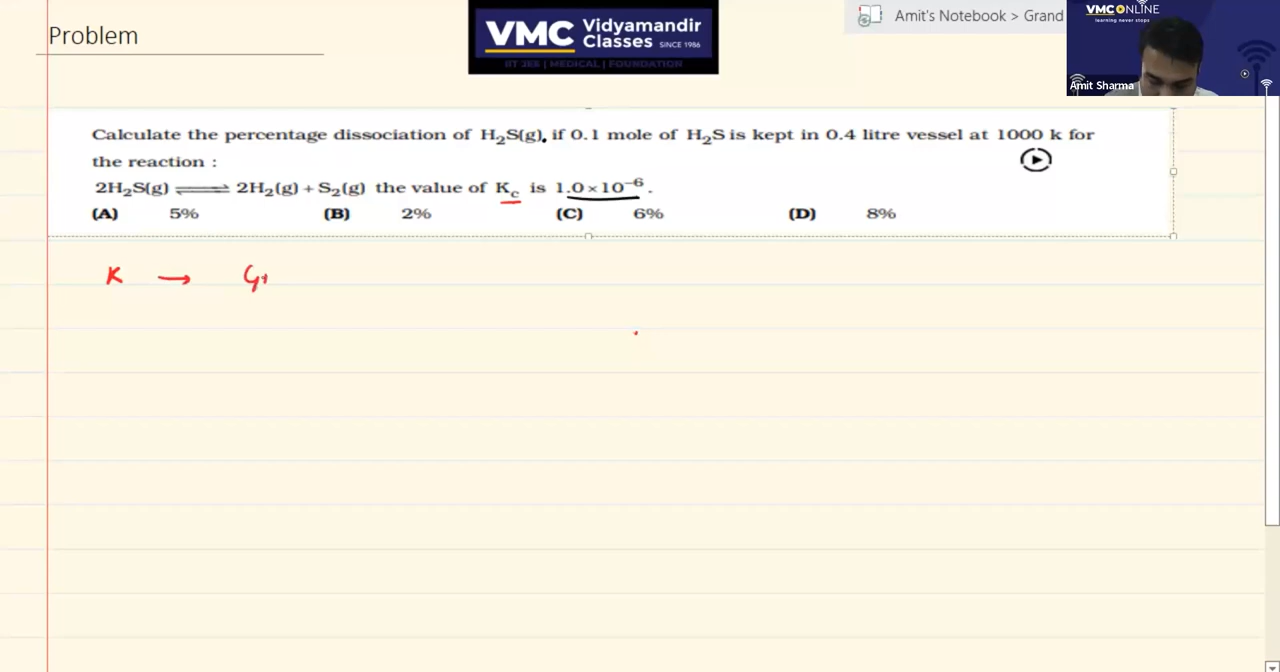 Problem
VMC Vidyamandir Classes SINCE 1986
IIT JEE | MEDICAL | FOUNDATION
Amit's Notebook > Grand
VMC ONLINE
learning never stops
Amit Sharma
Calculate the percentage dissociation of H₂S(g), if 0.1 mole of H₂S is kept in 0.4 litre vessel at 1000 k for
the reaction :
2H₂S(g) ⇌ 2H₂(g) + S₂(g) the value of K꜀ is 1.0×10⁻⁶.
(A) 5% (B) 2% (C) 6% (D) 8%
K →